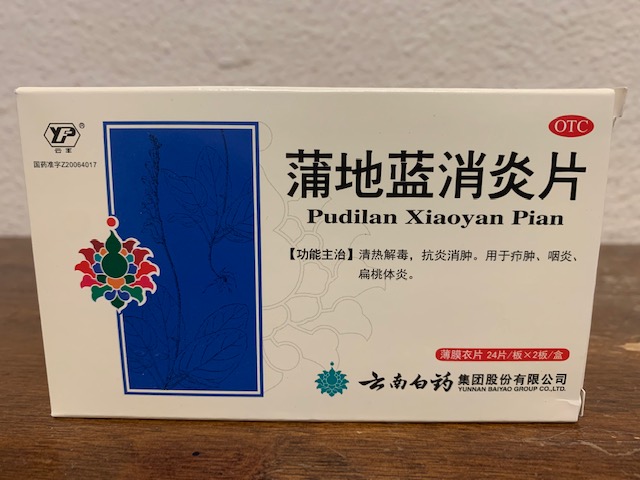 YP®
云丰
国药准字Z20064017
OTC
蒲地蓝消炎片
Pudilan Xiaoyan Pian
【功能主治】清热解毒，抗炎消肿。用于疖肿、咽炎、
扁桃体炎。
薄膜衣片 24片/板×2板/盒
云南白药 集团股份有限公司
YUNNAN BAIYAO GROUP CO.,LTD.